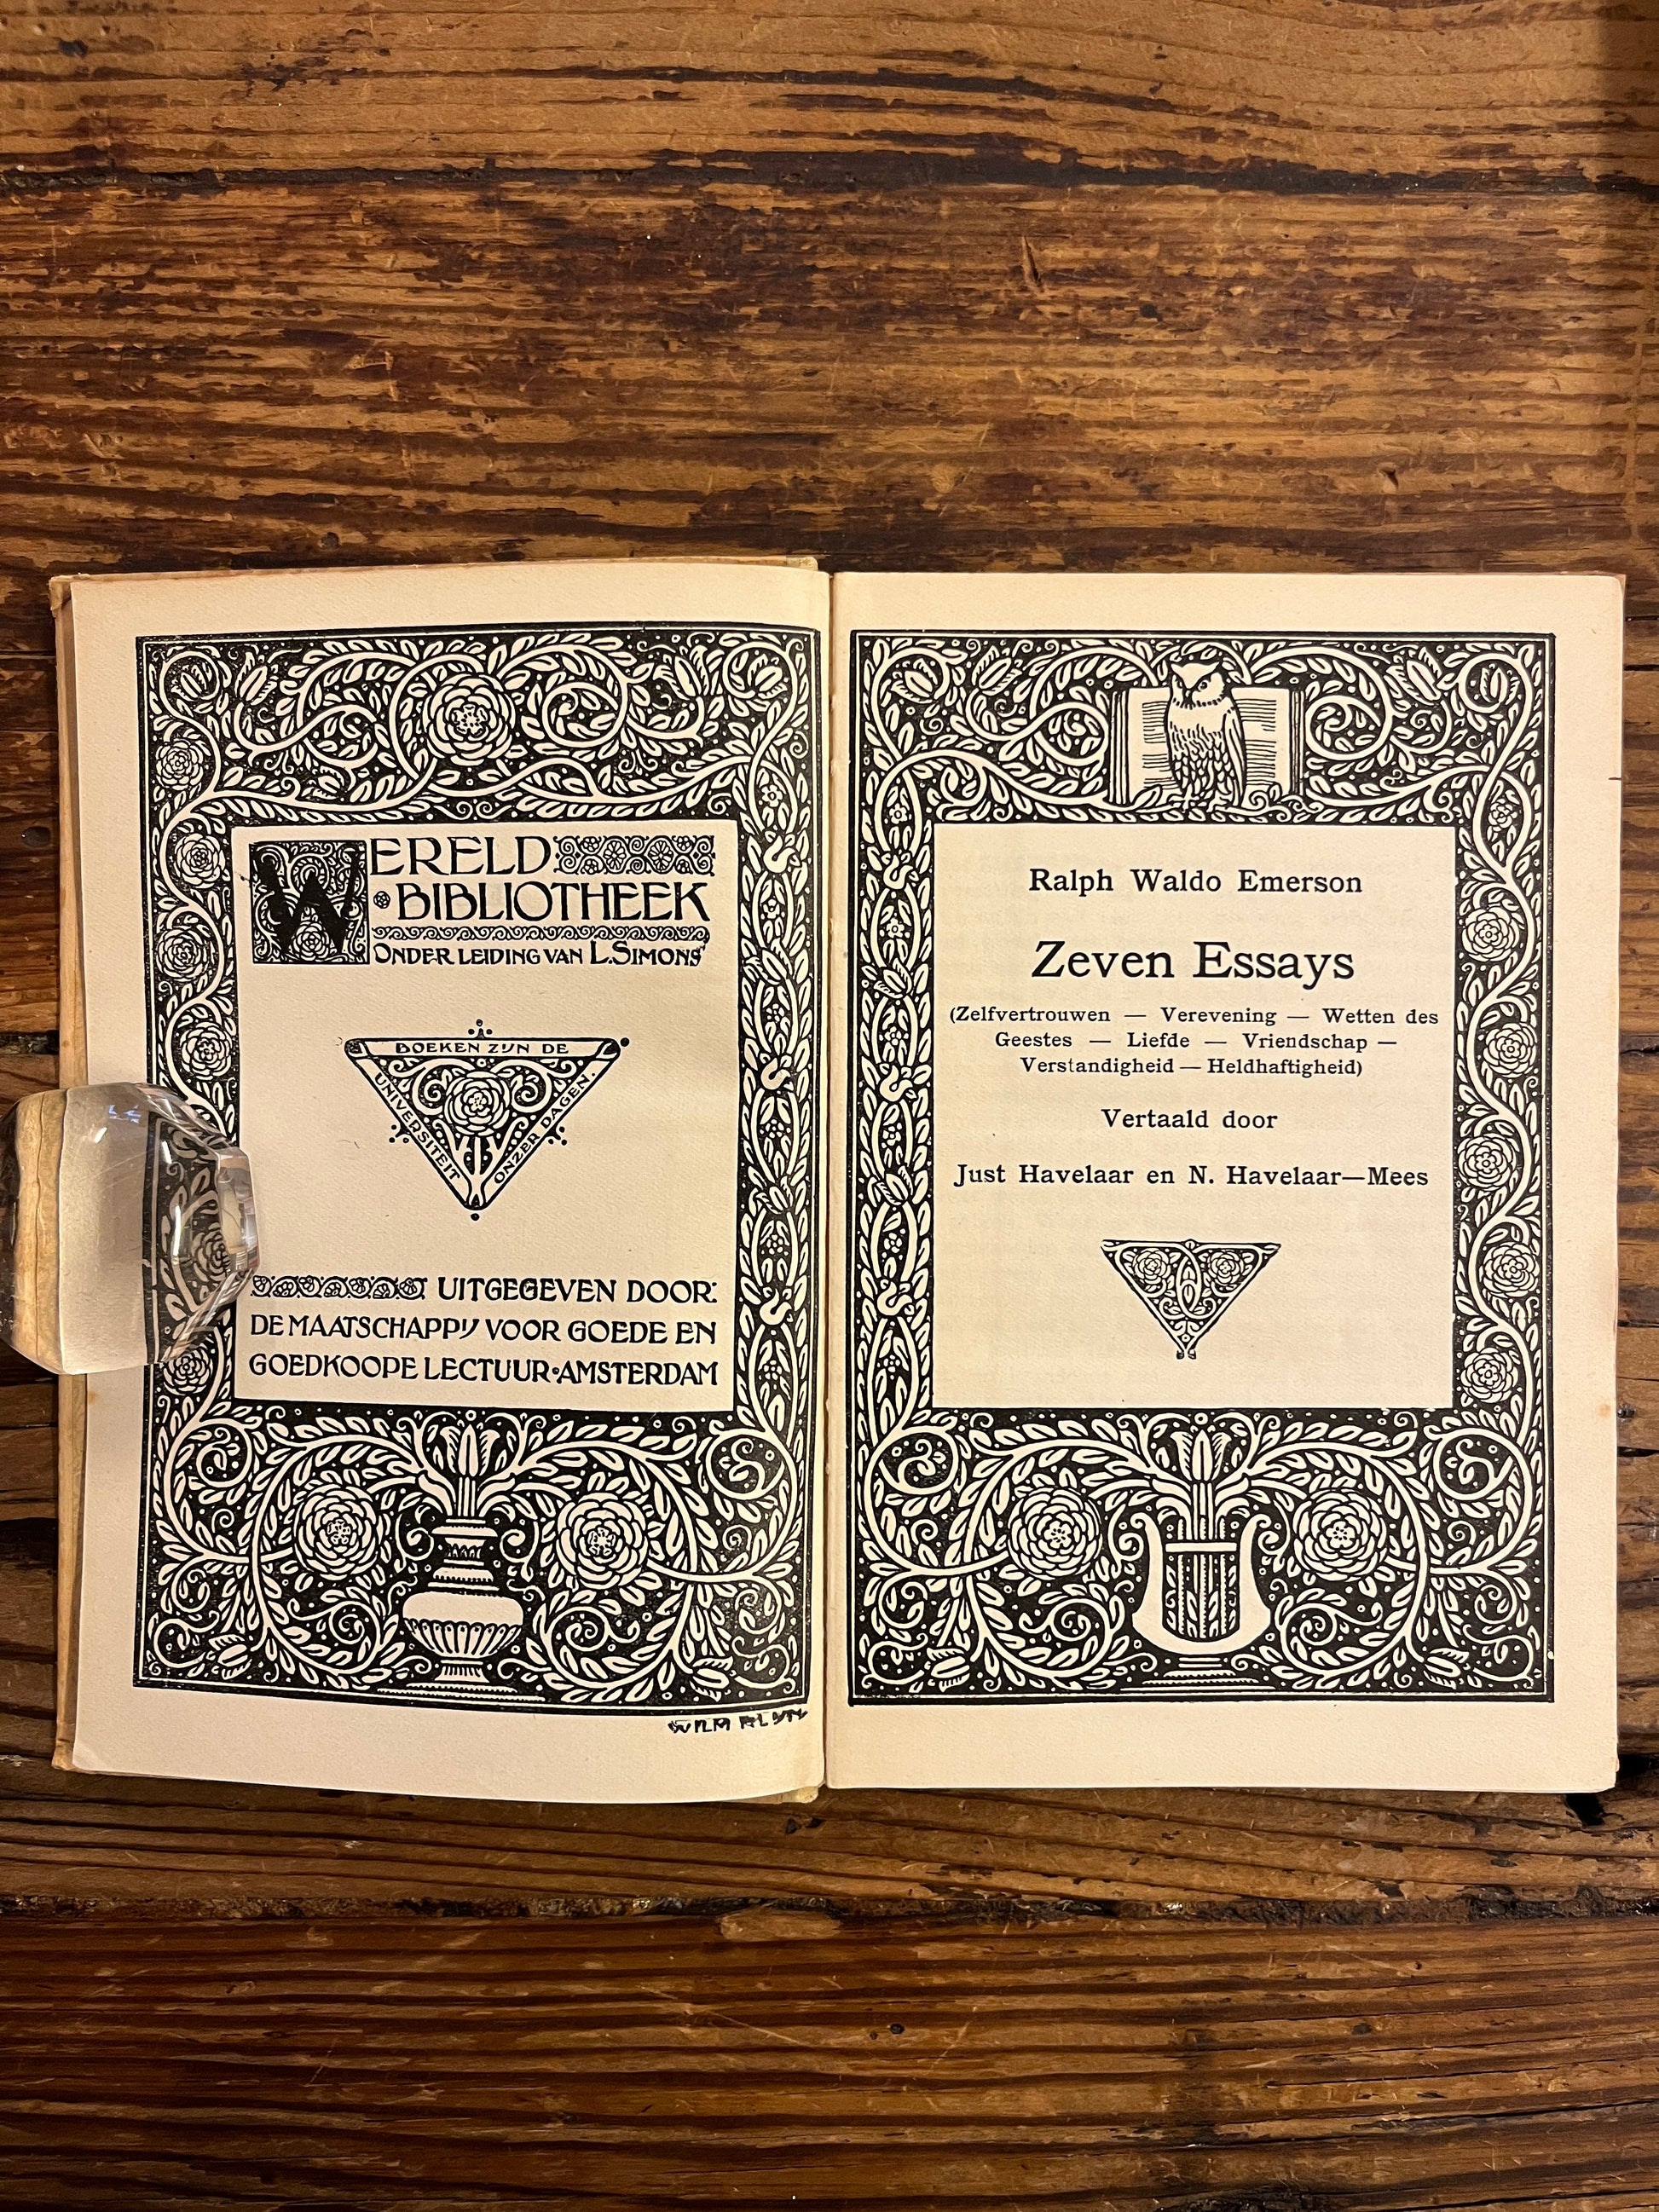 WERELD
BIBLIOTHEEK
ONDER LEIDING VAN L. SIMONS
BOEKEN ZIJN DE
UNIVERSITEIT
ONZER DAGEN.
UITGEGEVEN DOOR:
DE MAATSCHAPPIJ VOOR GOEDE EN
GOEDKOOPE LECTUUR·AMSTERDAM
Ralph Waldo Emerson
Zeven Essays
(Zelfvertrouwen — Verevening — Wetten des
Geestes — Liefde — Vriendschap —
Verstandigheid — Heldhaftigheid)
Vertaald door
Just Havelaar en N. Havelaar—Mees